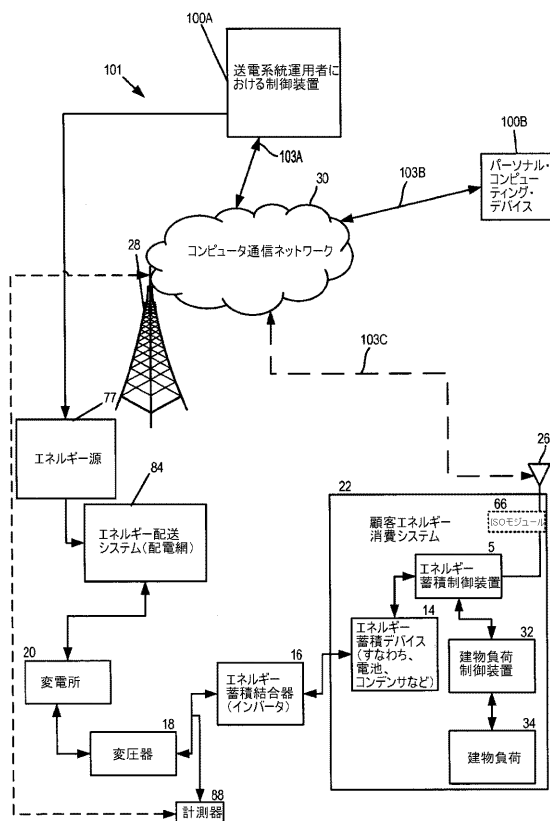 100A
101
送電系統運用者に
おける制御装置
100B
103A
103B
パーソナル・
コンピュー
ティング・
デバイス
30
コンピュータ通信ネットワーク
28
103C
77
エネルギー源
26
84
エネルギー配送
システム(配電網)
22
66
顧客エネルギー
消費システム
ISOモジュール
5
エネルギー
蓄積制御装置
14
エネルギー
蓄積デバイス
(すなわち、
電池、
コンデンサなど)
32
建物負荷
制御装置
20
変電所
16
エネルギー
蓄積結合器
(インバータ)
18
変圧器
34
建物負荷
88
計測器